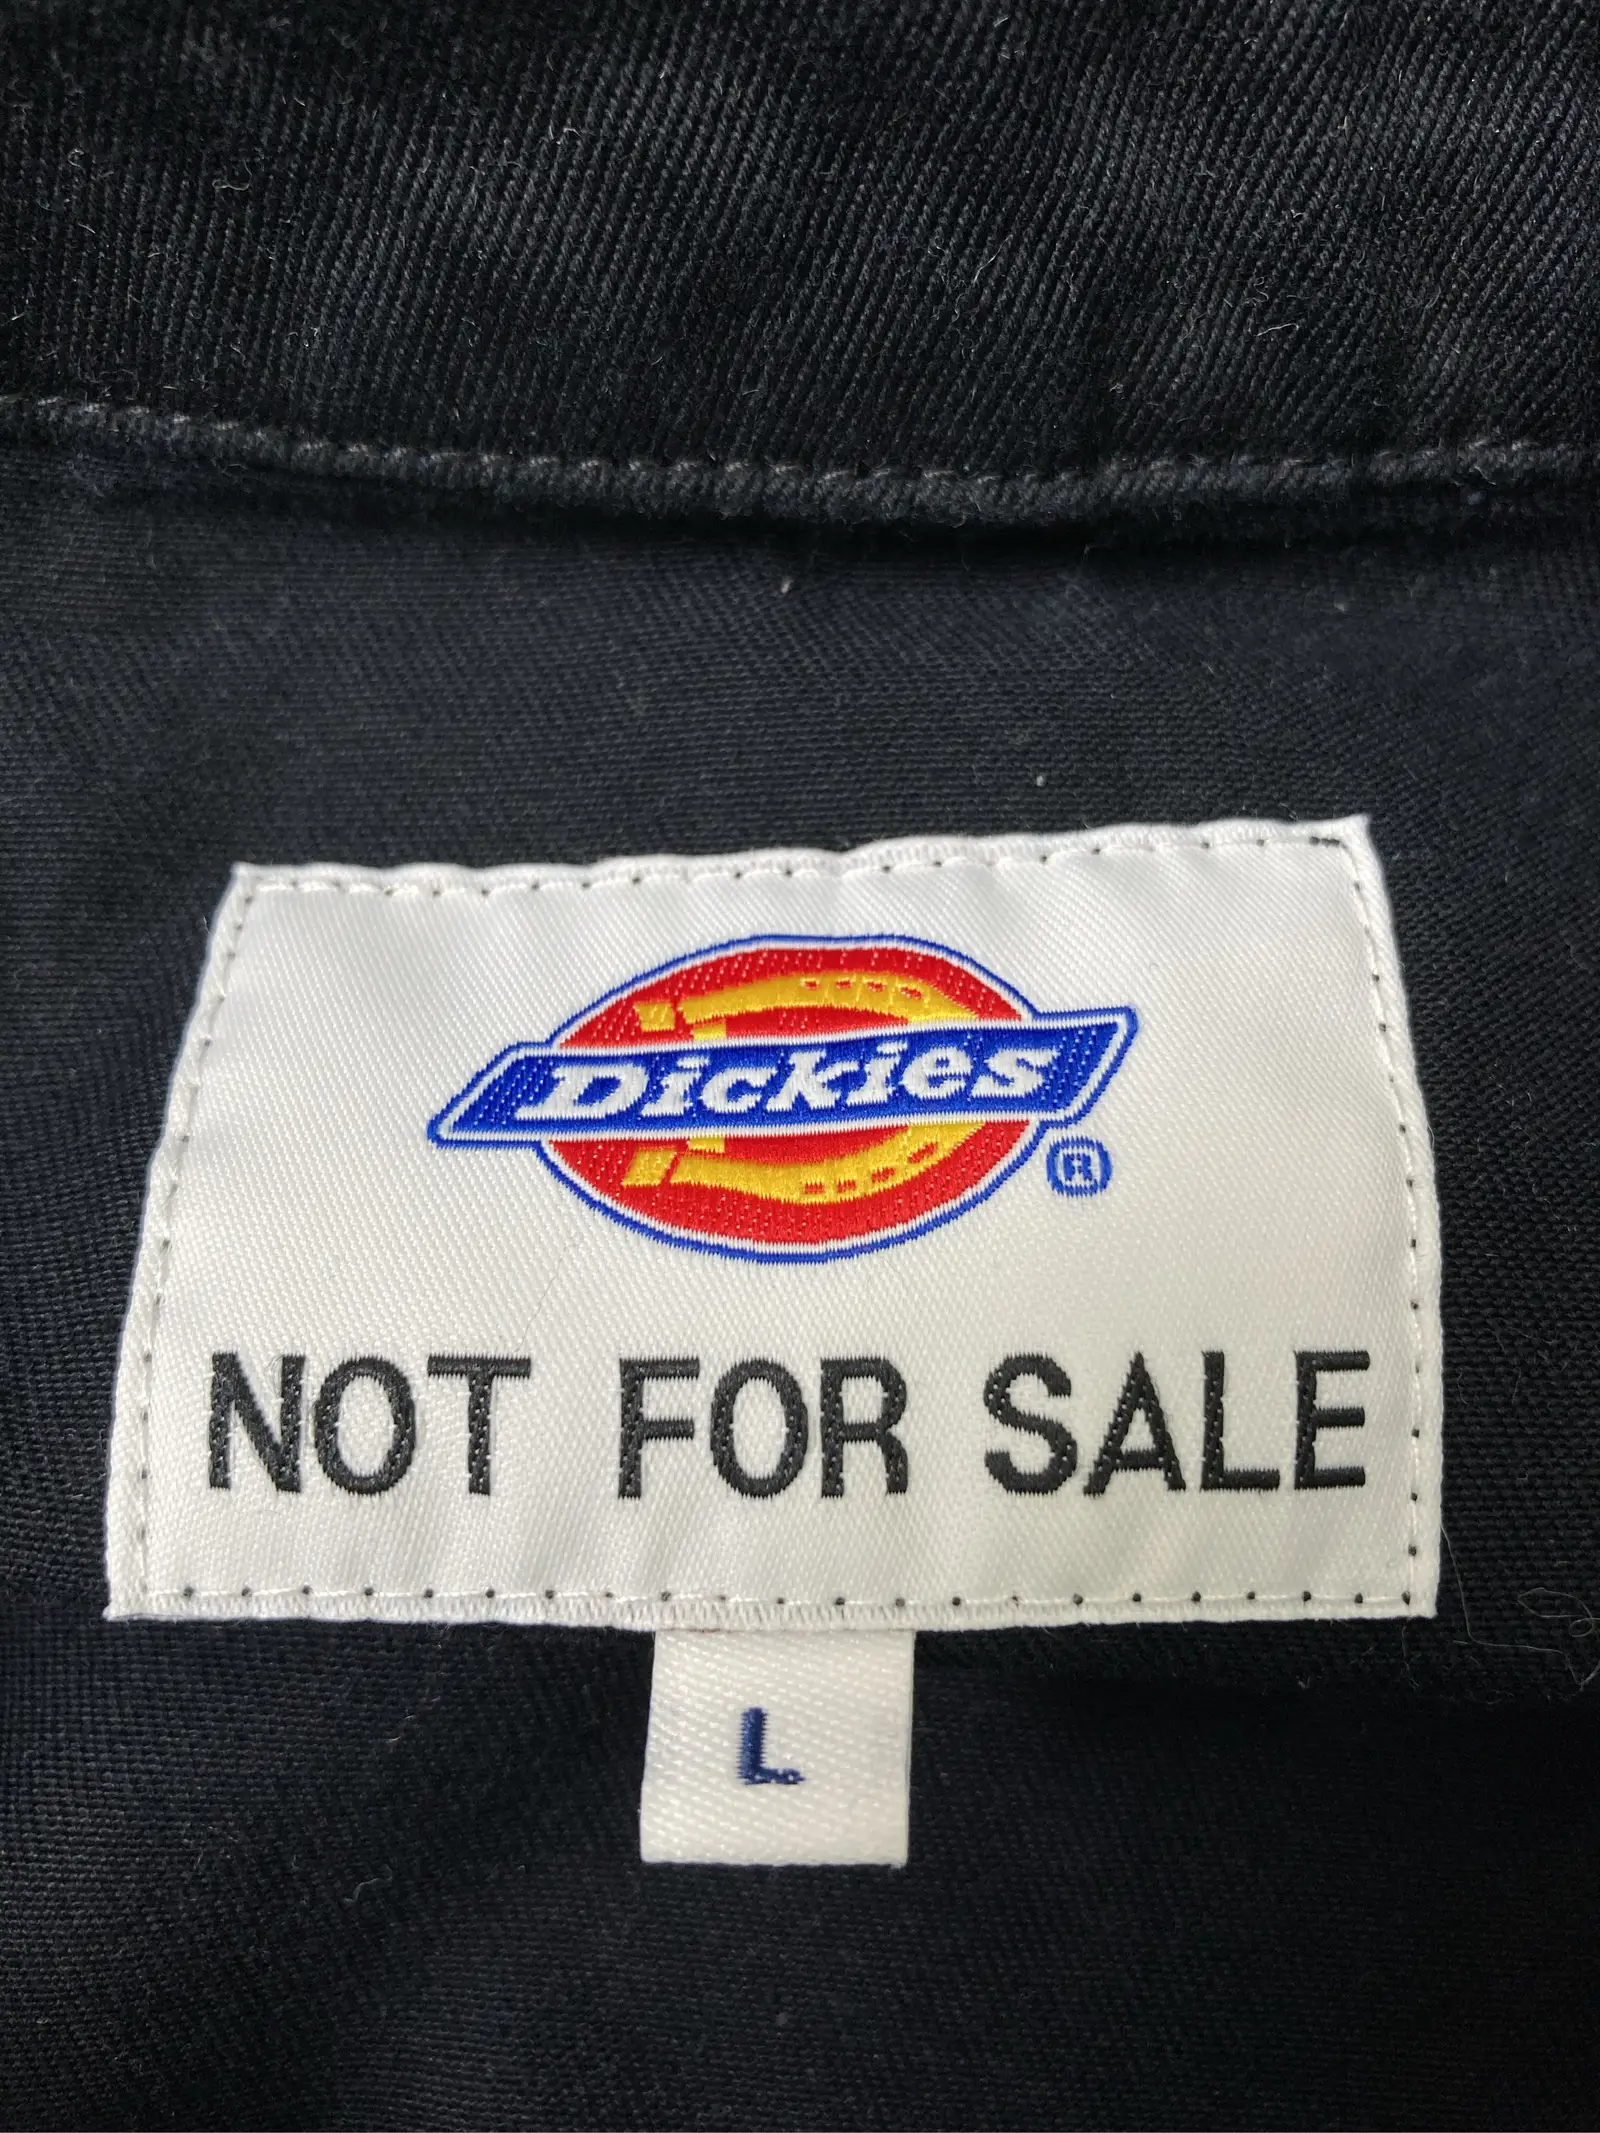 Dickies
®
NOT FOR SALE
L.